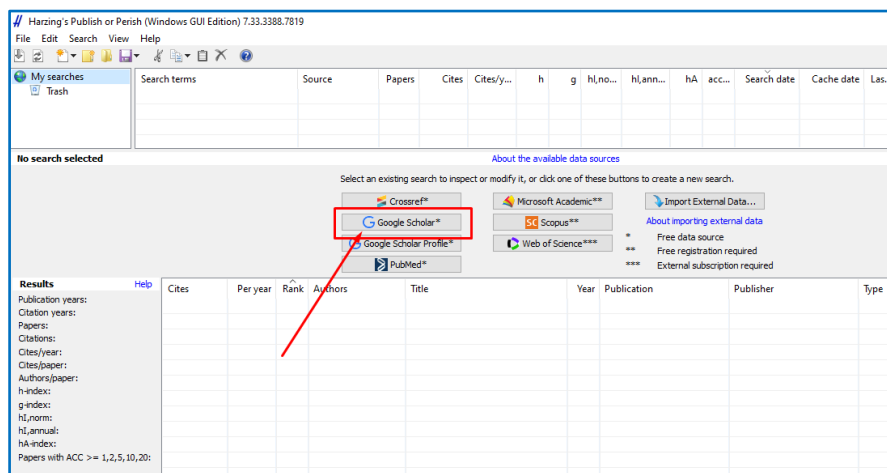 Harzing's Publish or Perish (Windows GUI Edition) 7.33.3388.7819
File Edit Search View Help
My searches
Trash
Search terms Source Papers Cites Cites/y... h g hI,no... hI,ann... hA acc... Search date Cache date Las.
No search selected
About the available data sources
Select an existing search to inspect or modify it, or click one of these buttons to create a new search.
Crossref* Microsoft Academic** Import External Data...
Google Scholar* Scopus** About importing external data
Google Scholar Profile* Web of Science*** * Free data source
** Free registration required
PubMed* *** External subscription required
Results Help
Cites Per year Rank Authors Title Year Publication Publisher Type
Publication years:
Citation years:
Papers:
Citations:
Cites/year:
Cites/paper:
Authors/paper:
h-index:
g-index:
hI,norm:
hI,annual:
hA-index:
Papers with ACC >= 1,2,5,10,20: